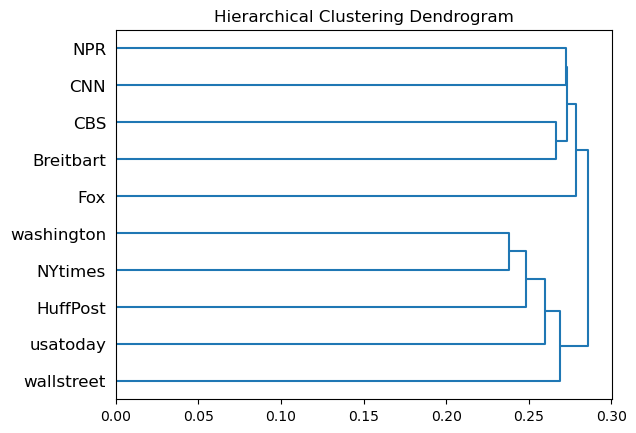 Hierarchical Clustering Dendrogram
NPR
CNN
CBS
Breitbart
Fox
washington
NYtimes
HuffPost
usatoday
wallstreet
0.00 0.05 0.10 0.15 0.20 0.25 0.30